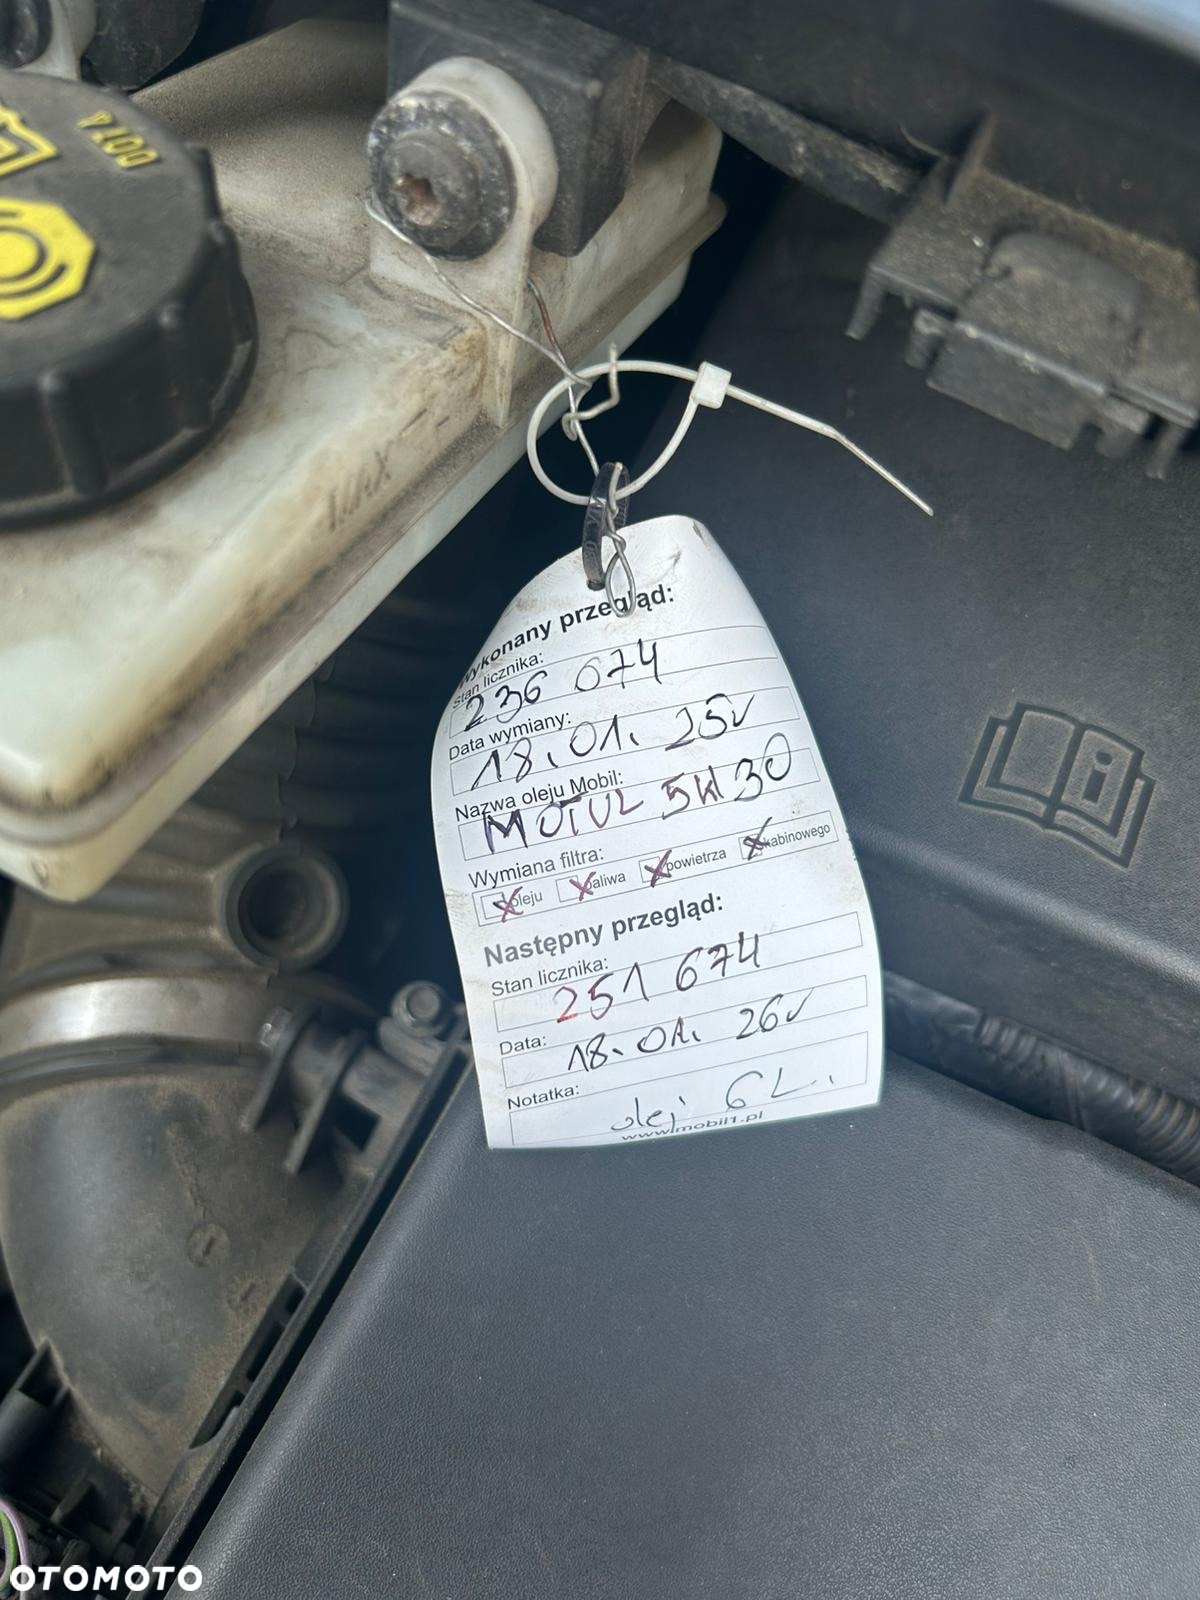 DOT4
MAX
Wykonany przegląd:
Stan licznika:
236 674
Data wymiany:
18.01.25r
Nazwa oleju Mobil:
MOTUL 5W30
Wymiana filtra:
oleju paliwa powietrza kabinowego
Następny przegląd:
Stan licznika:
251 674
Data:
18.01.26r
Notatka:
olej 6L.
www.mobil1.pl
OTOMOTO